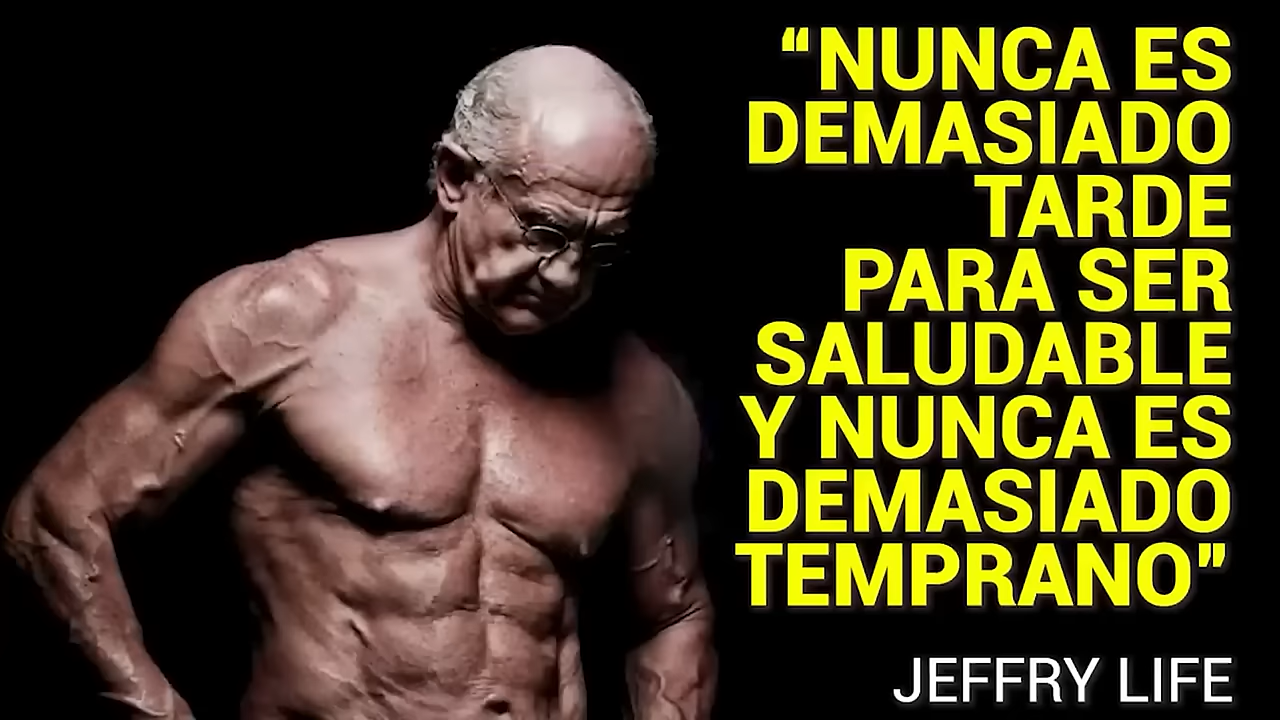 “NUNCA ES
DEMASIADO
TARDE
PARA SER
SALUDABLE
Y NUNCA ES
DEMASIADO
TEMPRANO"
JEFFRY LIFE